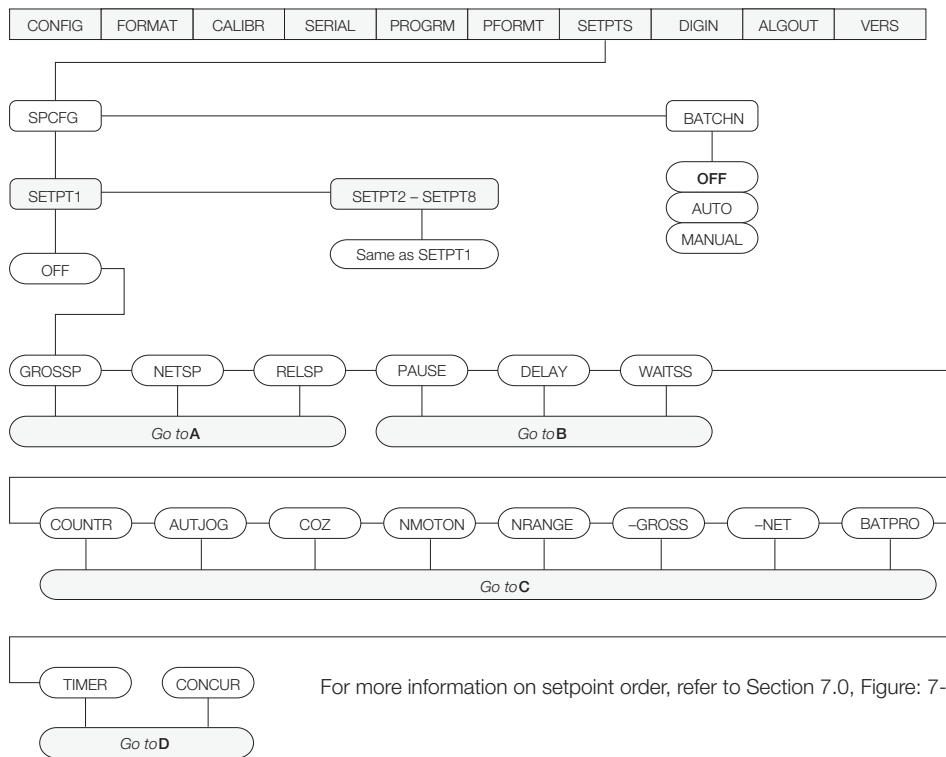 CONFIG FORMAT CALIBR SERIAL PROGRM PFORMT SETPTS DIGIN ALGOUT VERS
SPCFG BATCHN
OFF
AUTO
MANUAL
SETPT1 SETPT2 – SETPT8
Same as SETPT1
OFF
GROSSP NETSP RELSP PAUSE DELAY WAITSS
Go to A Go to B
COUNTR AUTJOG COZ NMOTON NRANGE –GROSS –NET BATPRO
Go to C
TIMER CONCUR
For more information on setpoint order, refer to Section 7.0, Figure: 7-
Go to D